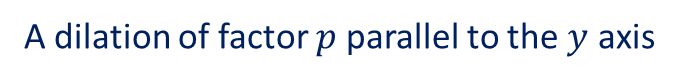 A dilation of factor p parallel to the y axis